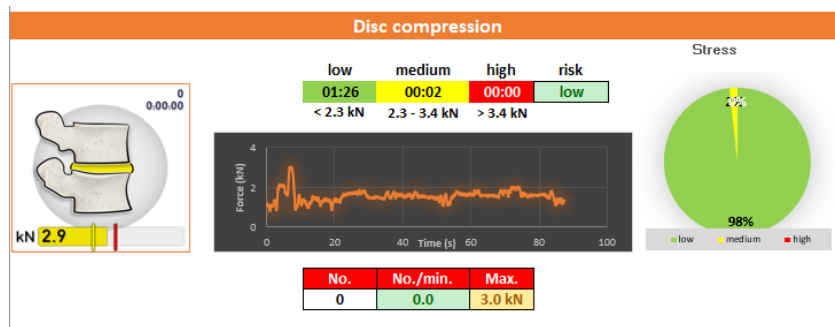 Disc compression
Stress
low medium high risk
01:26 00:02 00:00 low
< 2.3 kN 2.3 - 3.4 kN > 3.4 kN
0
0:00:00
kN 2.9
Force (kN)
4
2
0
0 20 40 60 80 100
Time (s)
98%
low medium high
No. No./min. Max.
0 0.0 3.0 kN